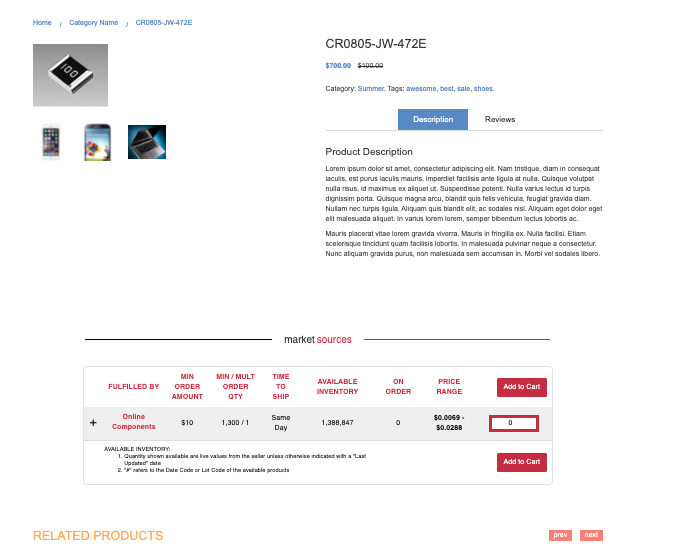 Home / Category Name / CR0805-JW-472E
100
CR0805-JW-472E
$700.00 $400.00
Category: Summer. Tags: awesome, best, sale, shoes.
Description Reviews
Product Description
Lorem ipsum dolor sit amet, consectetur adipiscing elit. Nam tristique, diam in consequat
iaculis, est purus iaculis mauris, imperdiet facilisis ante ligula at nulla. Quisque volutpat
nulla risus, id maximus ex aliquet ut. Suspendisse potenti. Nulla varius lectus id turpis
dignissim porta. Quisque magna arcu, blandit quis felis vehicula, feugiat gravida diam.
Nullam nec turpis ligula. Aliquam quis blandit elit, ac sodales nisl. Aliquam eget dolor eget
elit malesuada aliquet. In varius lorem lorem, semper bibendum lectus lobortis ac.
Mauris placerat vitae lorem gravida viverra. Mauris in fringilla ex. Nulla facilisi. Etiam
scelerisque tincidunt quam facilisis lobortis. In malesuada pulvinar neque a consectetur.
Nunc aliquam gravida purus, non malesuada sem accumsan in. Morbi vel sodales libero.
market sources
FULFILLED BY
MIN
ORDER
AMOUNT
MIN / MULT
ORDER
QTY
TIME
TO
SHIP
AVAILABLE
INVENTORY
ON
ORDER
PRICE
RANGE
Add to Cart
+
Online
Components
$10
1,300 / 1
Same
Day
1,388,847
0
$0.0069 -
$0.0288
0
AVAILABLE INVENTORY:
1. Quantity shown available are live values from the seller unless otherwise indicated with a "Last
Updated" date
2. "#" refers to the Date Code or Lot Code of the available products
Add to Cart
RELATED PRODUCTS
prev next